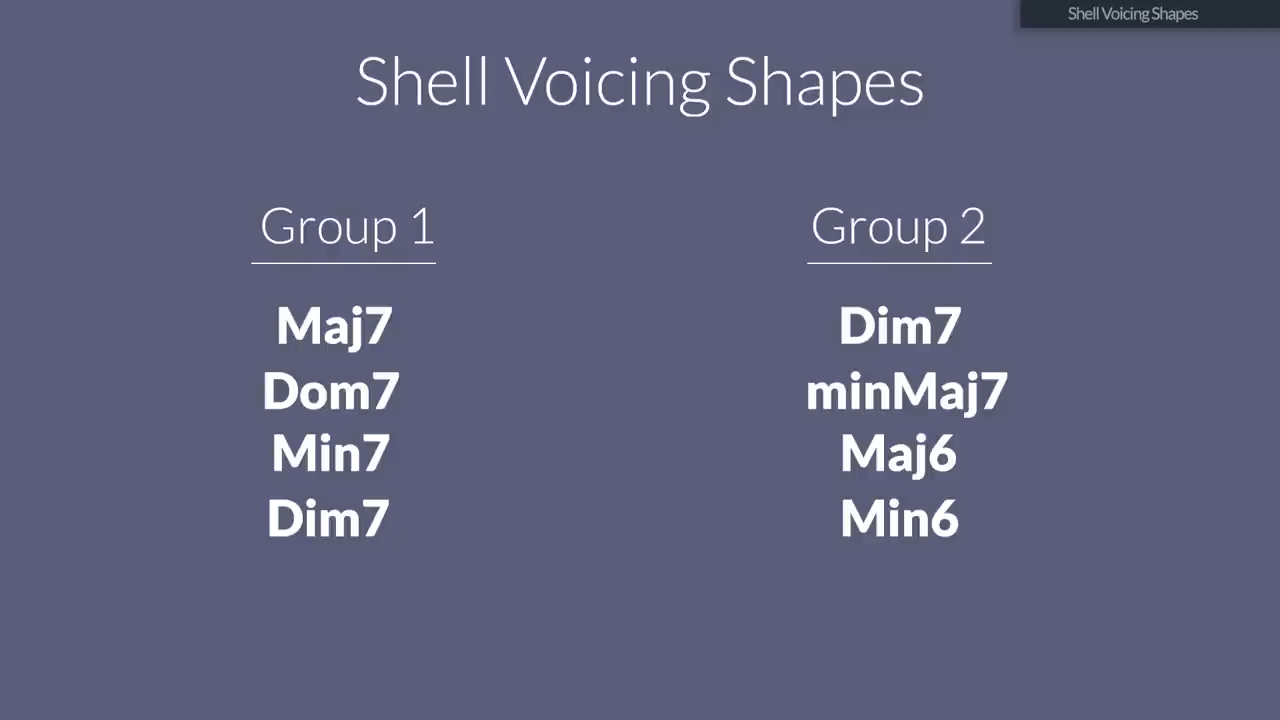 Shell Voicing Shapes
Shell Voicing Shapes
Group 1
Maj7
Dom7
Min7
Dim7
Group 2
Dim7
minMaj7
Maj6
Min6